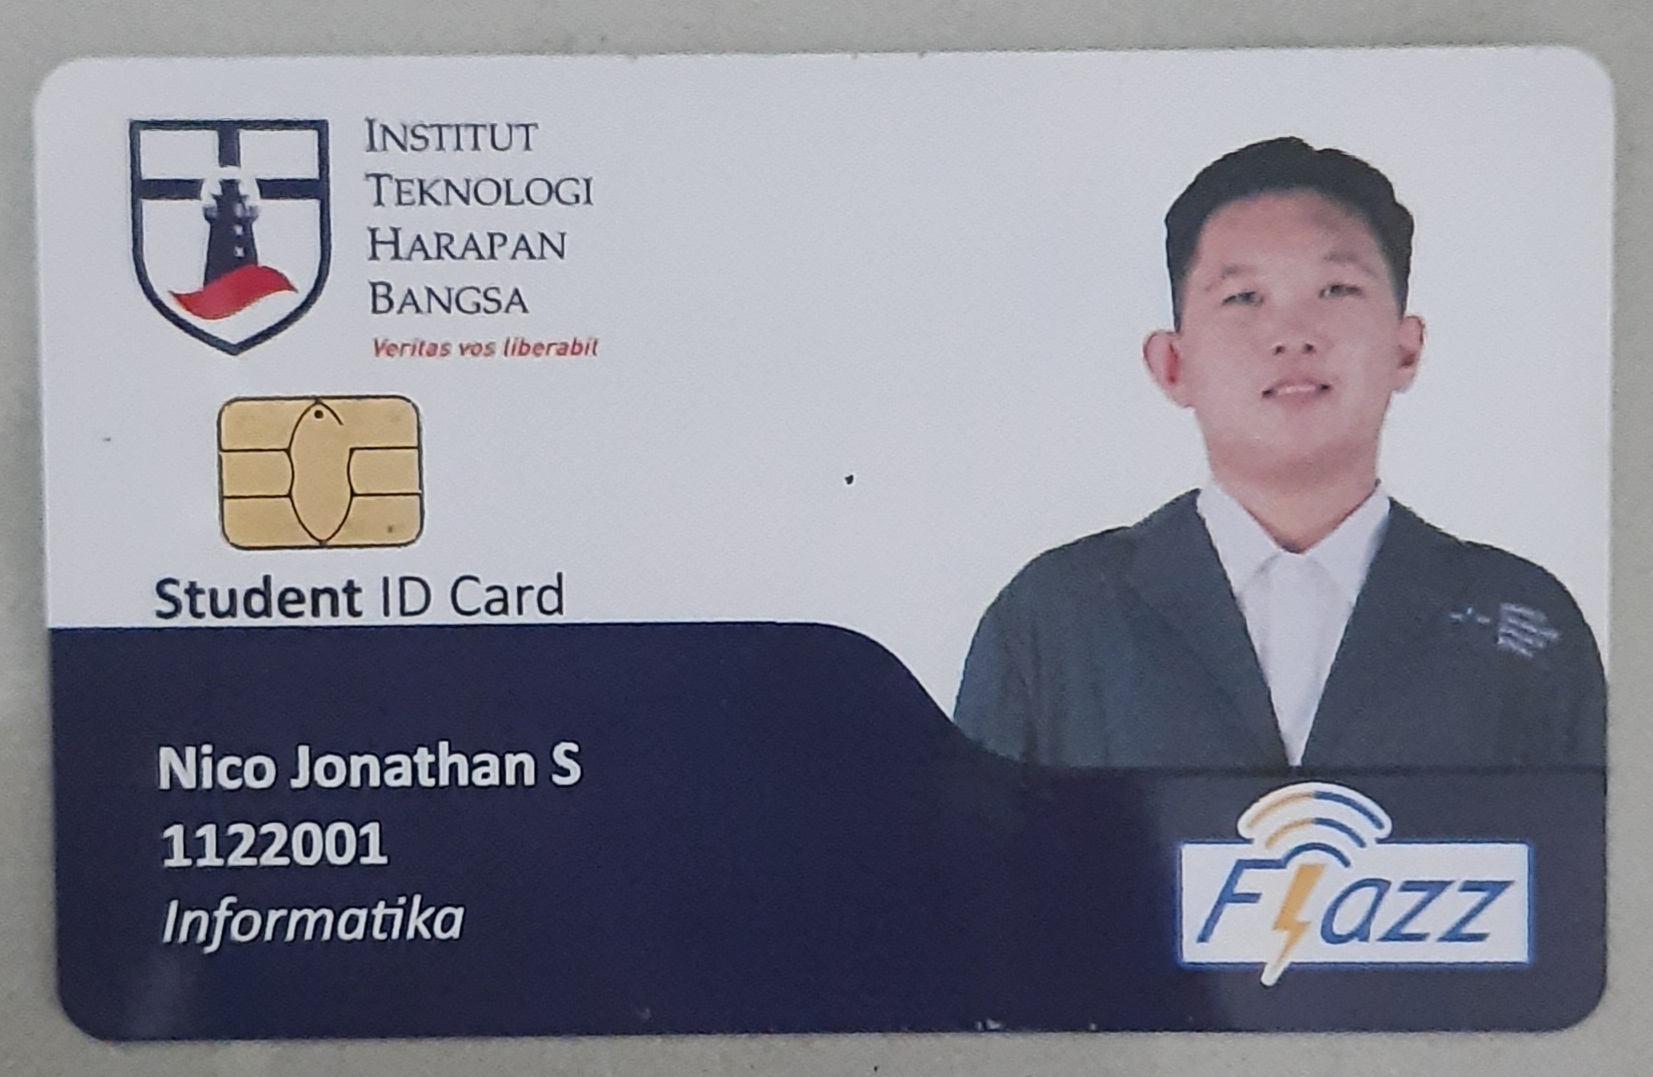 INSTITUT
TEKNOLOGI
HARAPAN
BANGSA
Veritas vos liberabit
Student ID Card
Nico Jonathan S
1122001
Informatika
Flazz